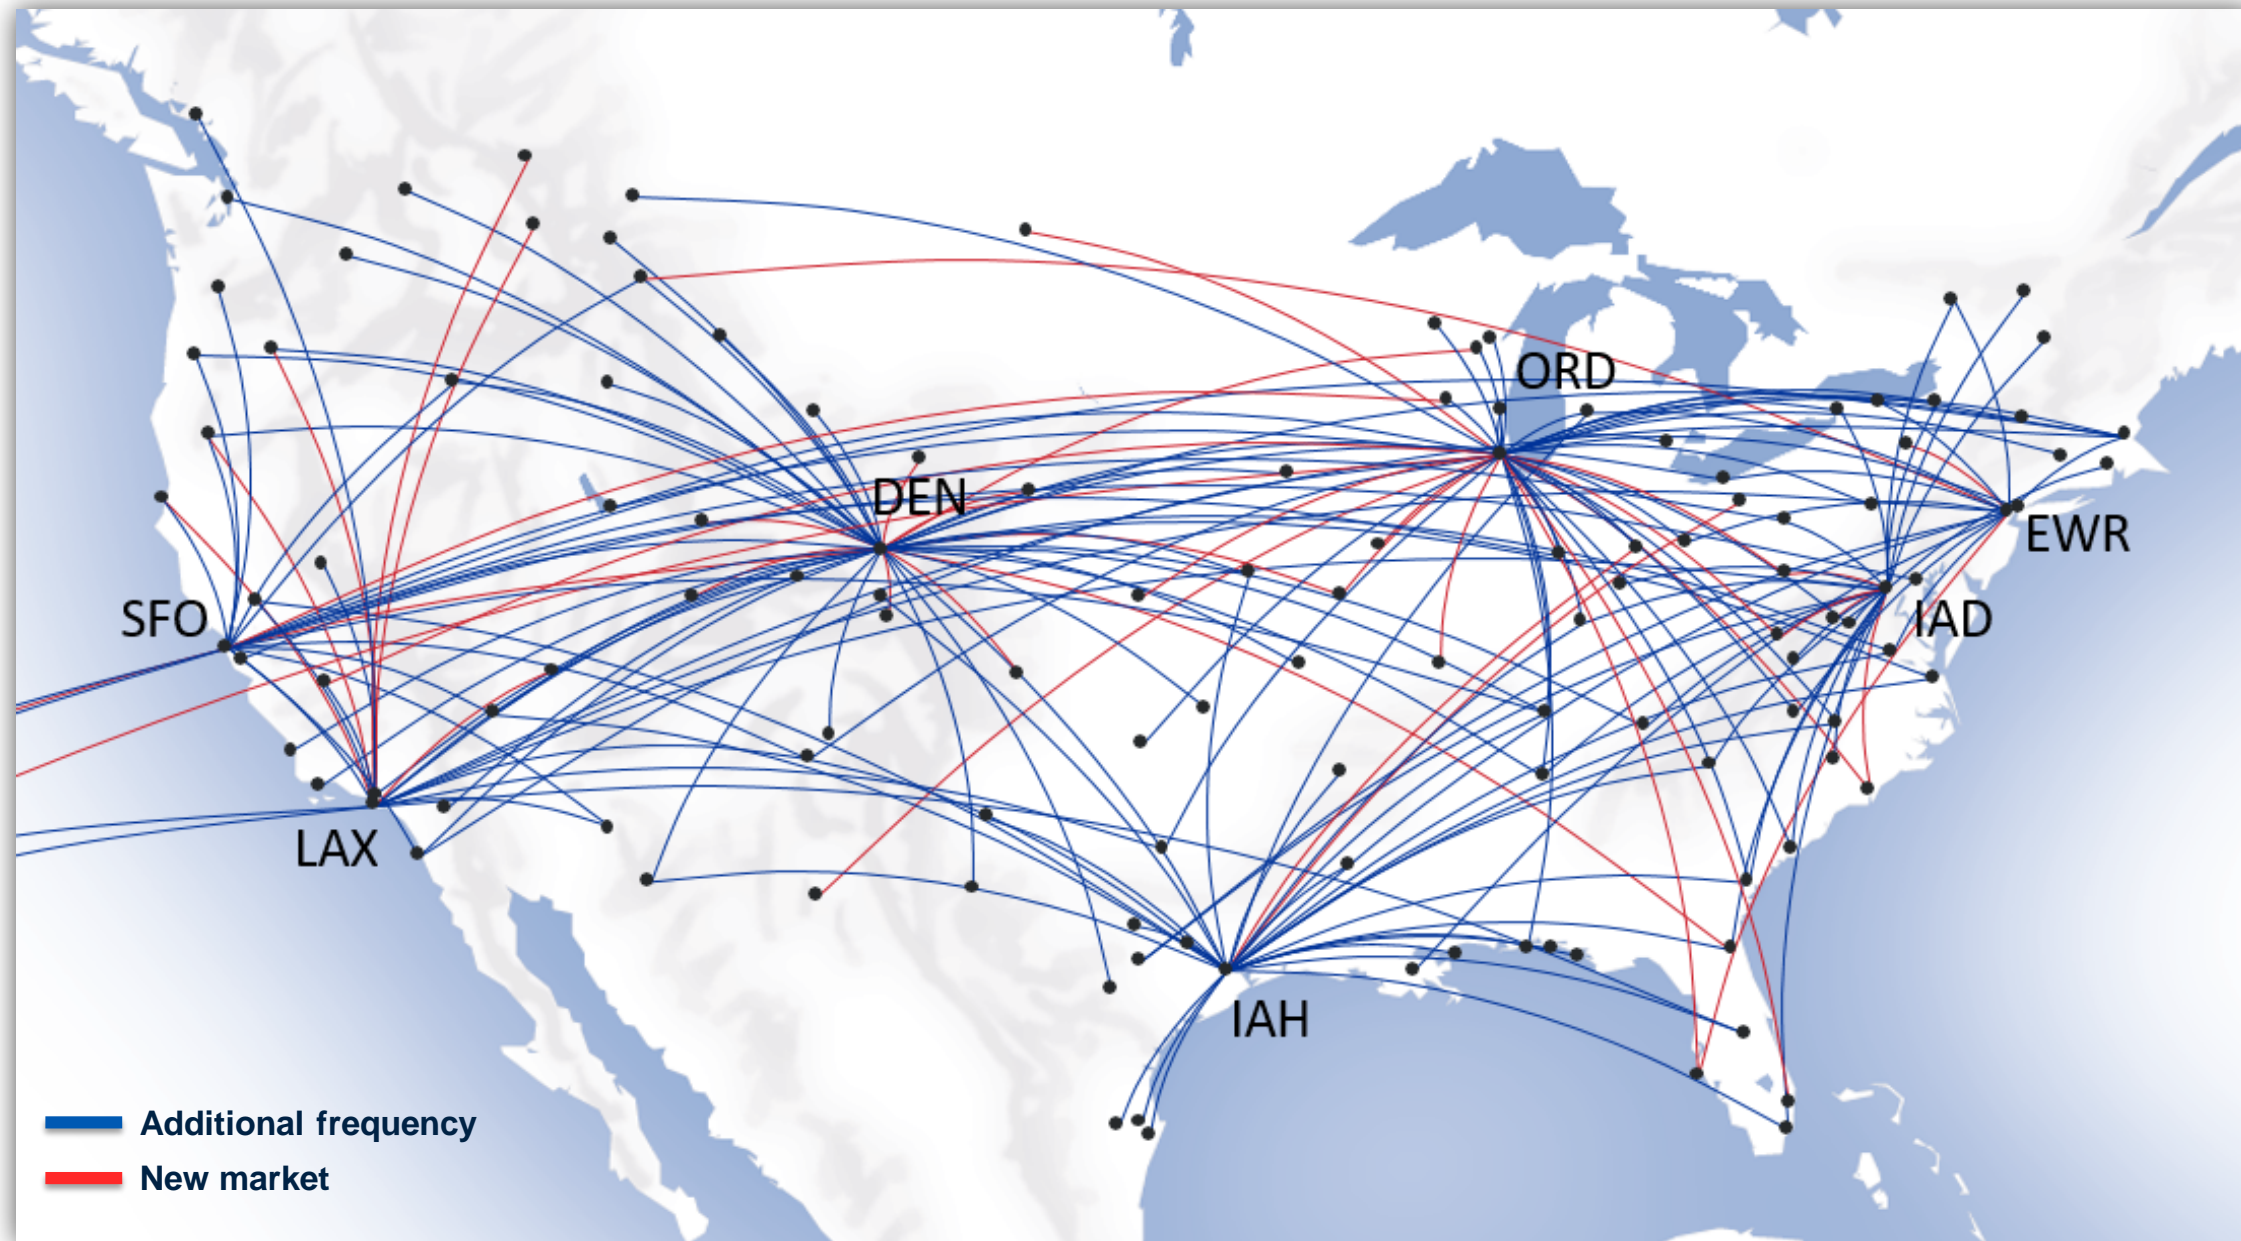 ORD
DEN
EWR
SFO
IAD
LAX
IAH
Additional frequency
New market